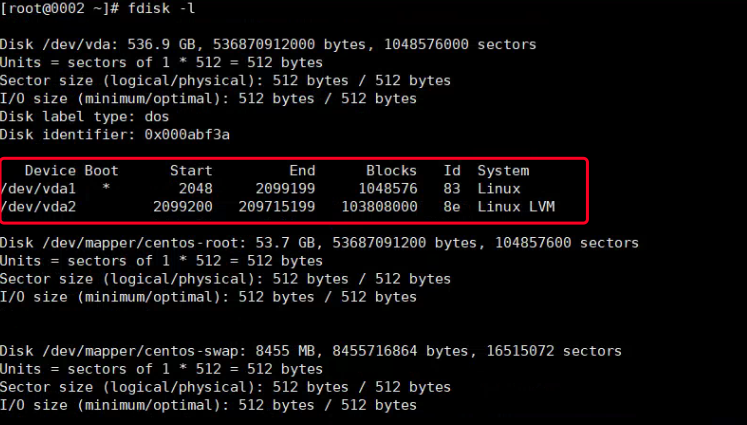 [root@0002 ~]# fdisk -l
Disk /dev/vda: 536.9 GB, 536870912000 bytes, 1048576000 sectors
Units = sectors of 1 * 512 = 512 bytes
Sector size (logical/physical): 512 bytes / 512 bytes
I/O size (minimum/optimal): 512 bytes / 512 bytes
Disk label type: dos
Disk identifier: 0x000abf3a
Device Boot Start End Blocks Id System
/dev/vda1 * 2048 2099199 1048576 83 Linux
/dev/vda2 2099200 209715199 103808000 8e Linux LVM
Disk /dev/mapper/centos-root: 53.7 GB, 53687091200 bytes, 104857600 sectors
Units = sectors of 1 * 512 = 512 bytes
Sector size (logical/physical): 512 bytes / 512 bytes
I/O size (minimum/optimal): 512 bytes / 512 bytes
Disk /dev/mapper/centos-swap: 8455 MB, 8455716864 bytes, 16515072 sectors
Units = sectors of 1 * 512 = 512 bytes
Sector size (logical/physical): 512 bytes / 512 bytes
I/O size (minimum/optimal): 512 bytes / 512 bytes